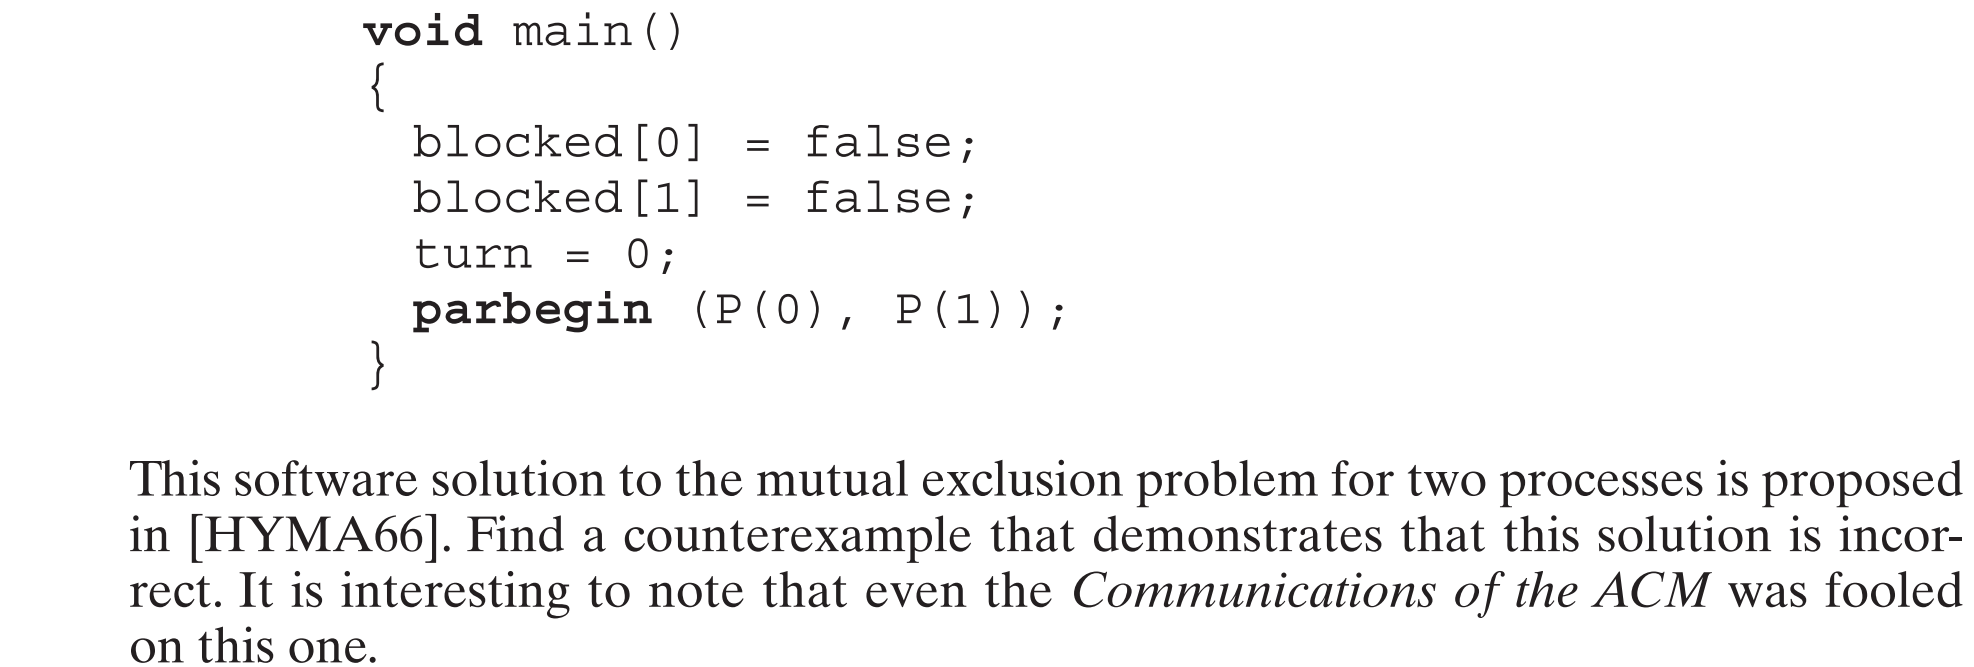 void main()
{
blocked[0] = false;
blocked[1] = false;
turn = 0;
parbegin (P(0), P(1));
}
This software solution to the mutual exclusion problem for two processes is proposed
in [HYMA66]. Find a counterexample that demonstrates that this solution is incor-
rect. It is interesting to note that even the Communications of the ACM was fooled
on this one.